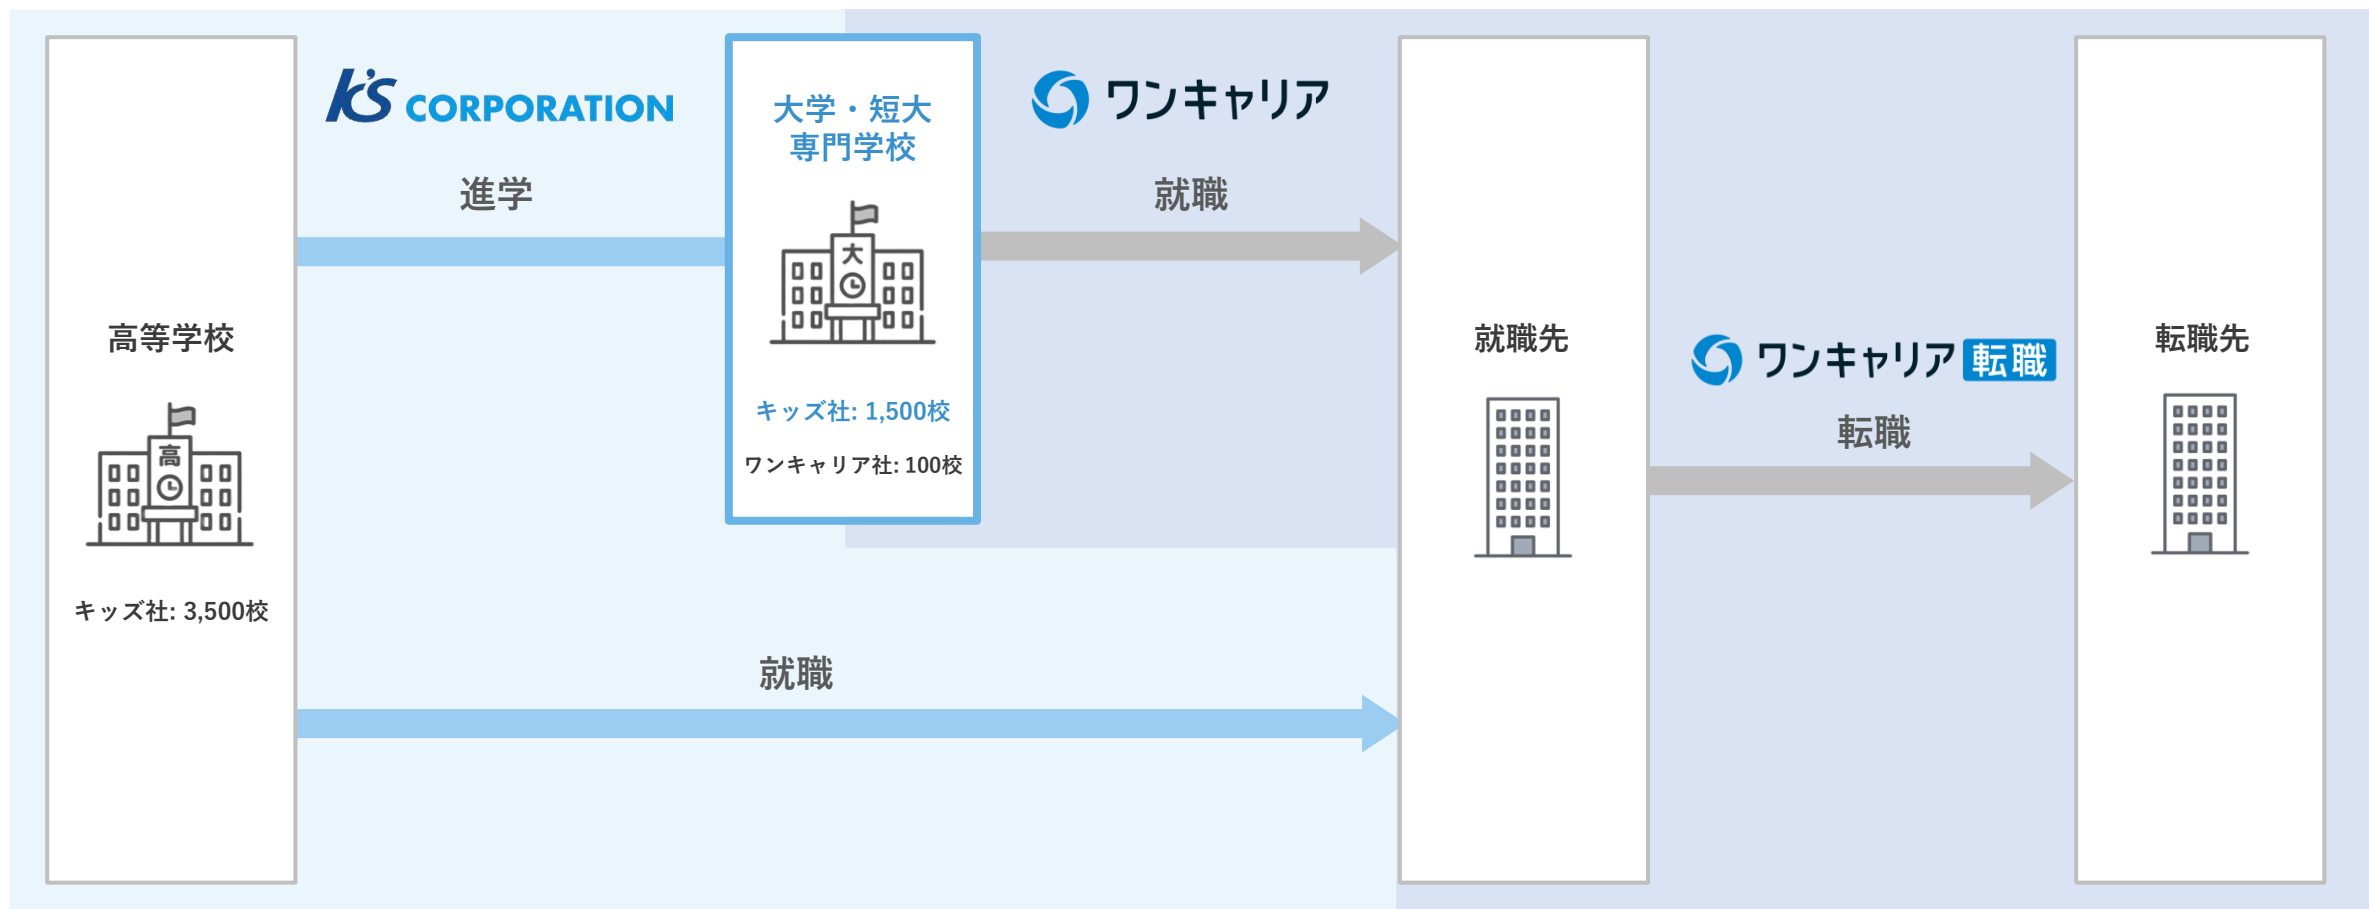 高等学校
高
キッズ社: 3,500校
K's CORPORATION
進学
大学・短大
専門学校
大
キッズ社: 1,500校
ワンキャリア社: 100校
ワンキャリア
就職
就職
就職先
ワンキャリア 転職
転職
転職先